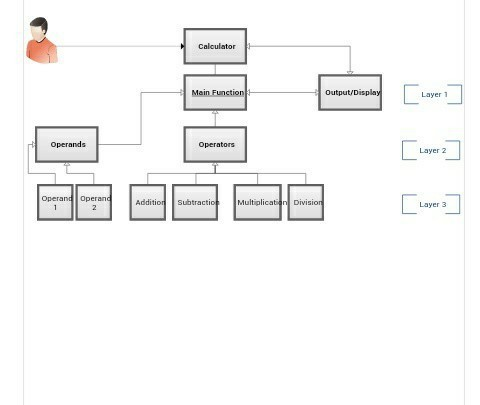 Calculator
Main Function
Output/Display
Layer 1
Operands
Operators
Layer 2
Operand
1
Operand
2
Addition
Subtraction
Multiplication
Division
Layer 3